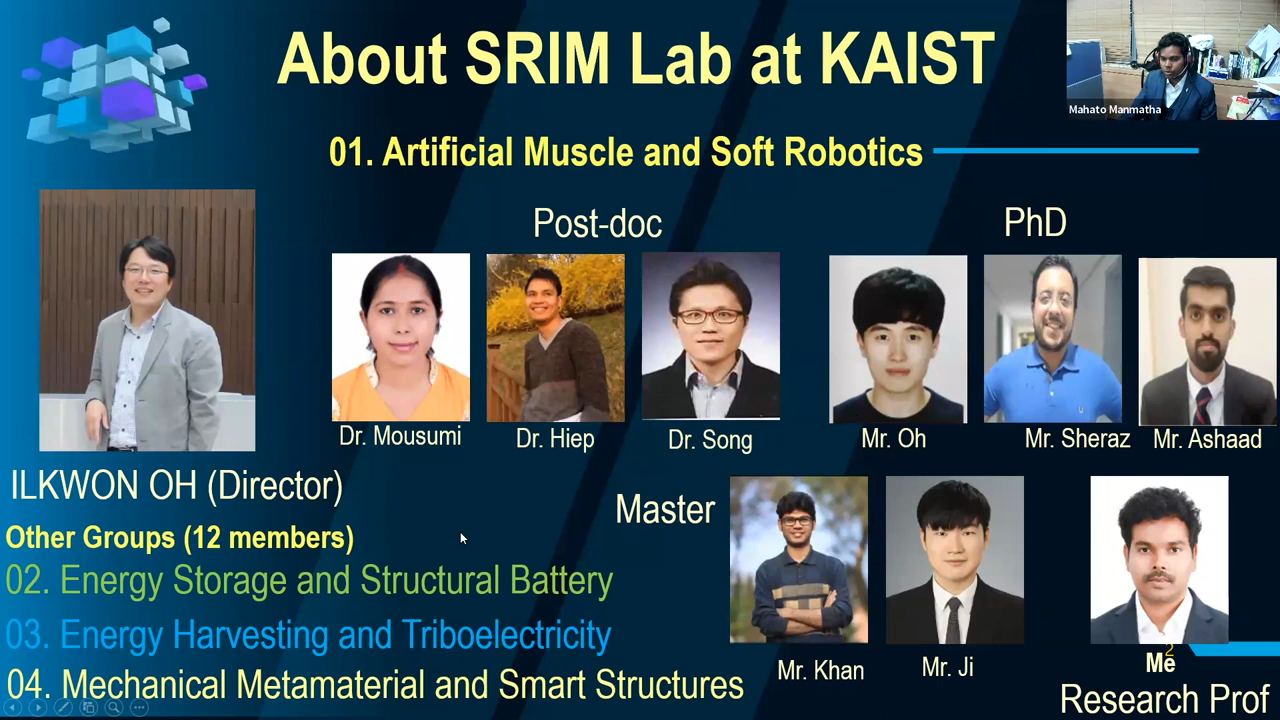 About SRIM Lab at KAIST
Mahato Manmatha
01. Artificial Muscle and Soft Robotics
Post-doc
PhD
Dr. Mousumi
Dr. Hiep
Dr. Song
Mr. Oh
Mr. Sheraz
Mr. Ashaad
ILKWON OH (Director)
Master
Other Groups (12 members)
02. Energy Storage and Structural Battery
03. Energy Harvesting and Triboelectricity
04. Mechanical Metamaterial and Smart Structures
Mr. Khan
Mr. Ji
2
Me
Research Prof